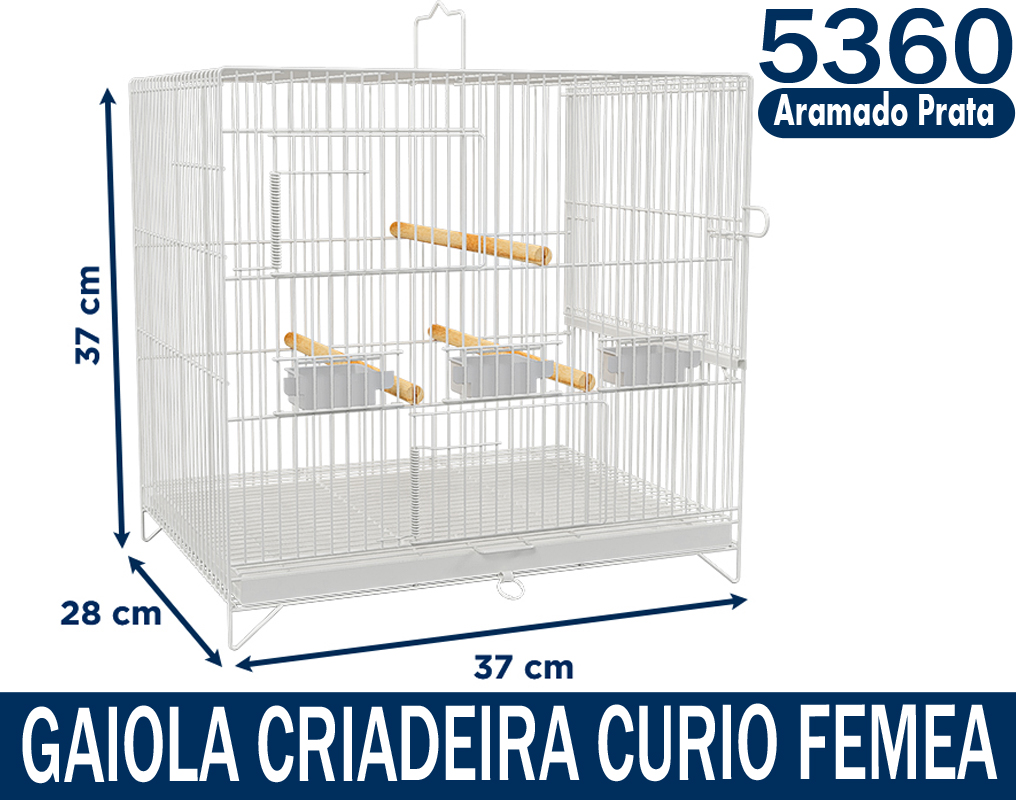 5360
Aramado Prata
37 cm
28 cm
37 cm
GAIOLA CRIADEIRA CURIO FEMEA